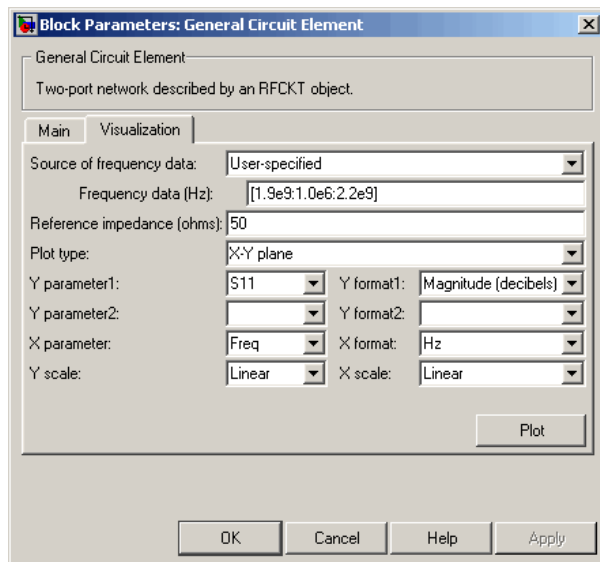 Block Parameters: General Circuit Element
General Circuit Element
Two-port network described by an RFCKT object.
Main Visualization
Source of frequency data: User-specified
Frequency data (Hz): [1.9e9:1.0e6:2.2e9]
Reference impedance (ohms): 50
Plot type: X-Y plane
Y parameter1: S11 Y format1: Magnitude (decibels)
Y parameter2: Y format2:
X parameter: Freq X format: Hz
Y scale: Linear X scale: Linear
Plot
OK Cancel Help Apply